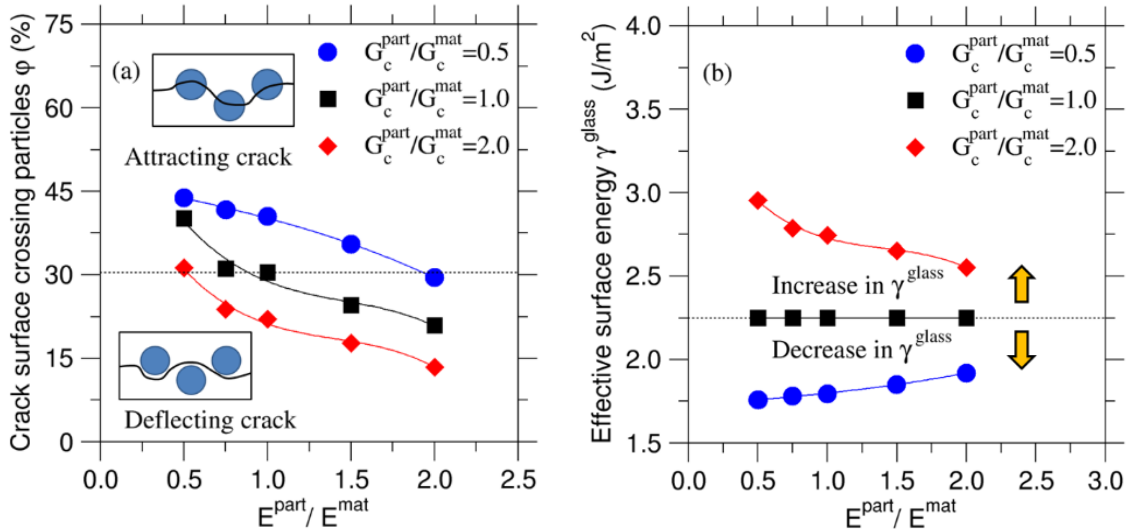 Crack surface crossing particles φ (%)
75
60
45
30
15
0
(a)
G_c^part/G_c^mat=0.5
G_c^part/G_c^mat=1.0
G_c^part/G_c^mat=2.0
Attracting crack
Deflecting crack
0.0 0.5 1.0 1.5 2.0 2.5
E^part/ E^mat
Effective surface energy γ^glass (J/m²)
4.0
3.5
3.0
2.5
2.0
1.5
(b)
G_c^part/G_c^mat=0.5
G_c^part/G_c^mat=1.0
G_c^part/G_c^mat=2.0
Increase in γ^glass
Decrease in γ^glass
0.0 0.5 1.0 1.5 2.0 2.5 3.0
E^part/ E^mat